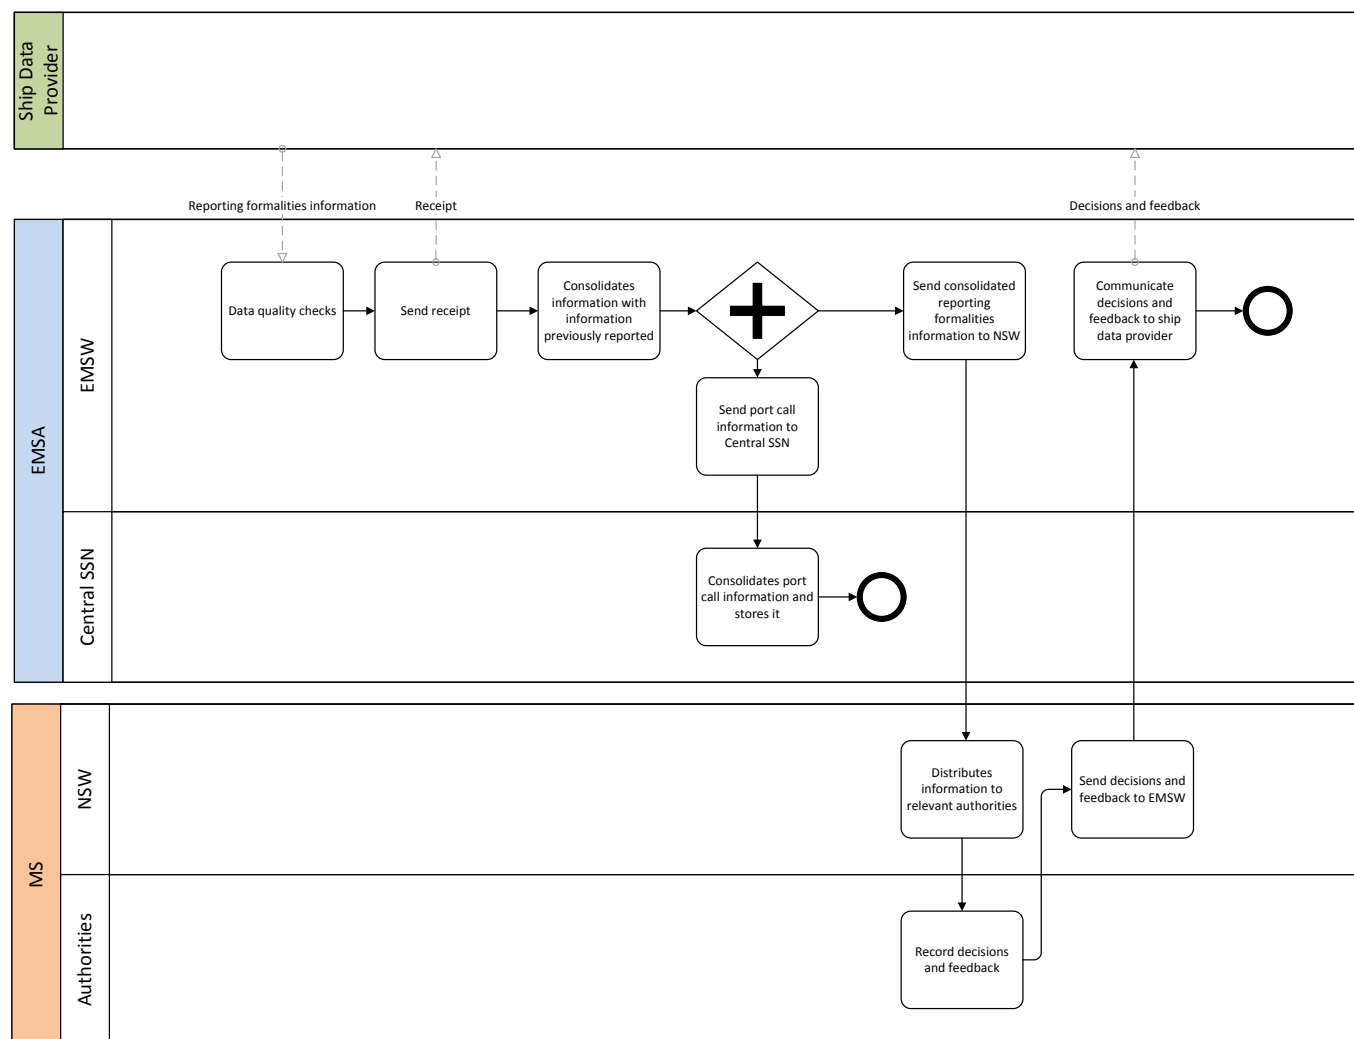 Ship Data
Provider
Reporting formalities information
Receipt
Decisions and feedback
EMSA
EMSW
Data quality checks
Send receipt
Consolidates
information with
information
previously reported
Send consolidated
reporting
formalities
information to NSW
Communicate
decisions and
feedback to ship
data provider
Send port call
information to
Central SSN
Central SSN
Consolidates port
call information and
stores it
MS
NSW
Distributes
information to
relevant authorities
Send decisions and
feedback to EMSW
Authorities
Record decisions
and feedback